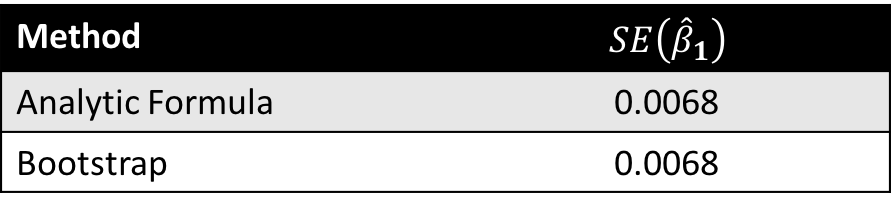 Method SE(β̂₁)
Analytic Formula 0.0068
Bootstrap 0.0068